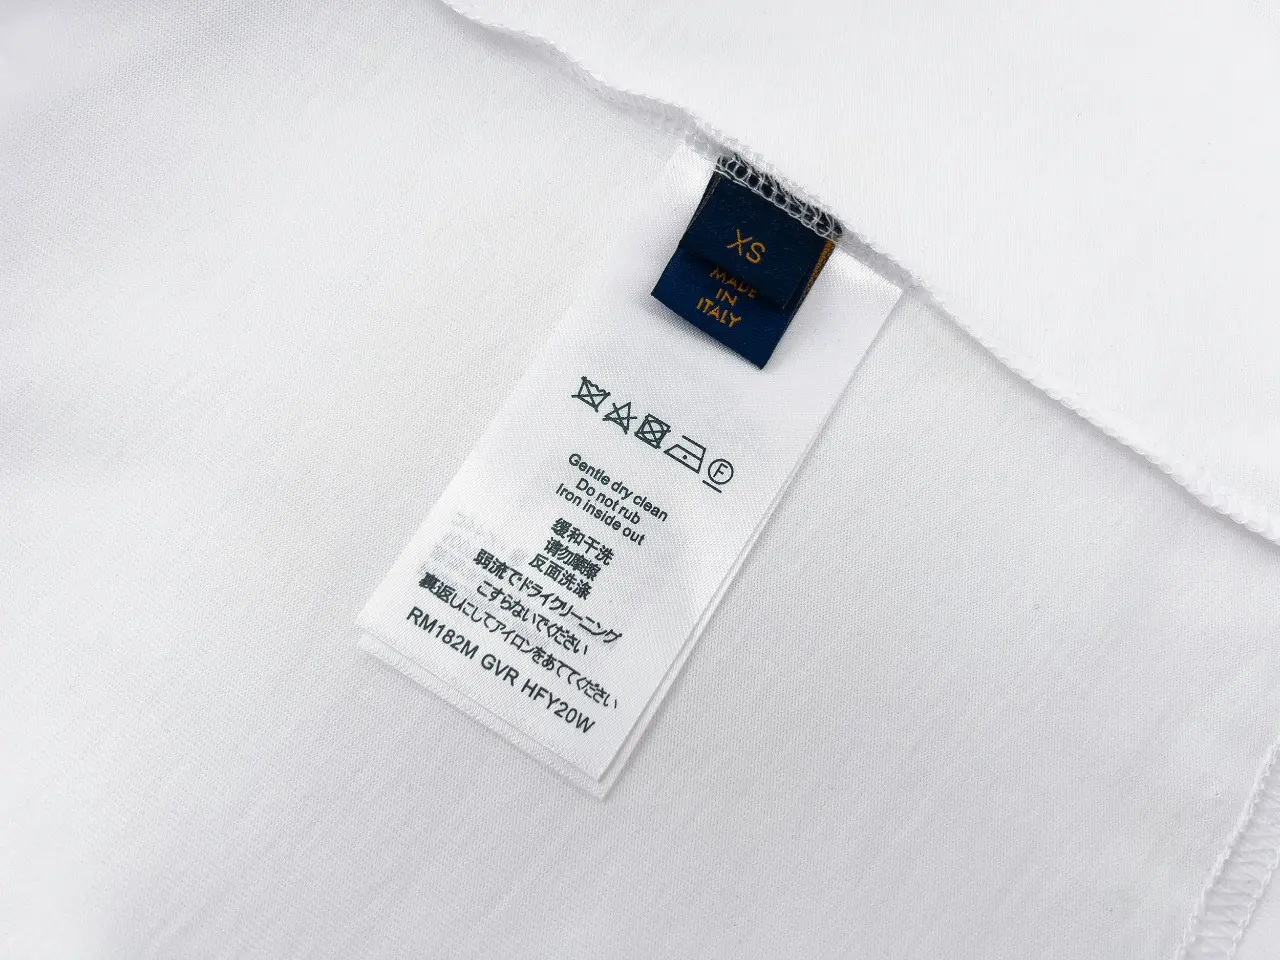 XS
MADE
IN
ITALY
F
Gentle dry clean
Do not rub
Iron inside out
缓和干洗
请勿摩擦
反面洗涤
弱流でドライクリーニング
こすらないでください
裏返しにしてアイロンをあててください
RM182M GVR HFY20W